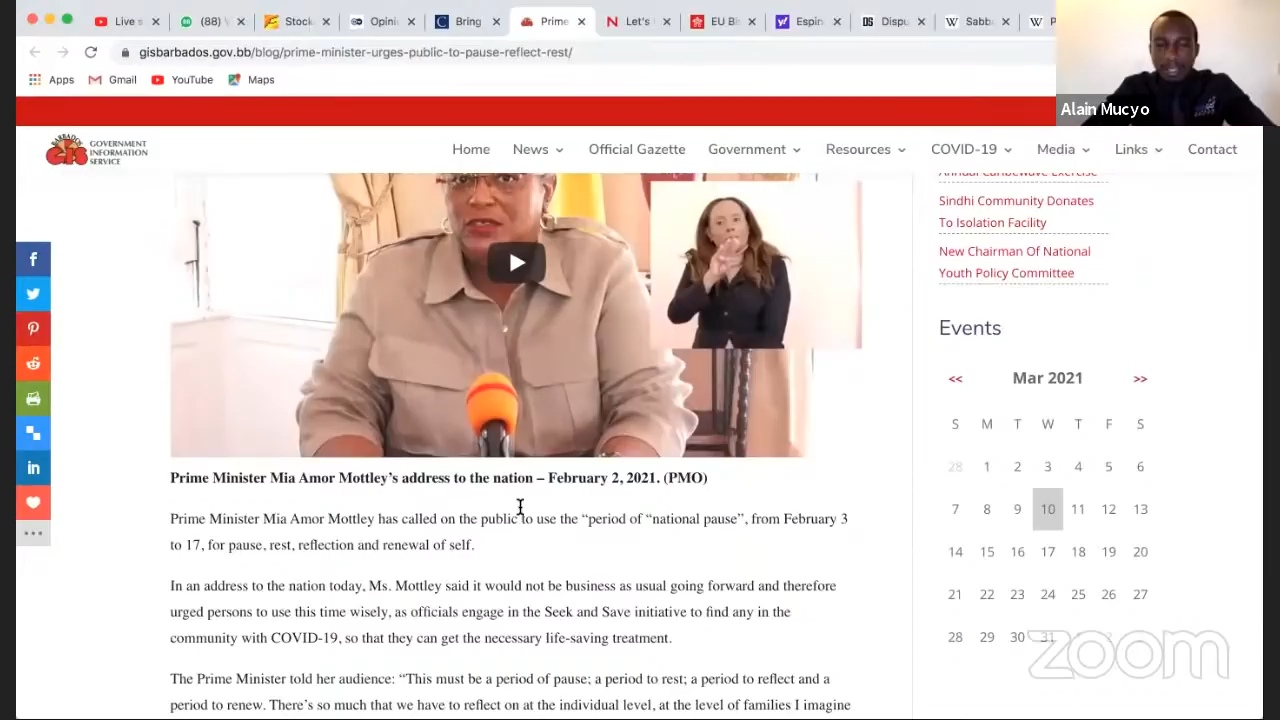 Live s
(88) V
Stock
Opini
Bring
Prime
Let's
EU Bi
Espin
Dispu
Sabb
gisbarbados.gov.bb/blog/prime-minister-urges-public-to-pause-reflect-rest/
Apps Gmail YouTube Maps
Alain Mucyo
BARBADOS
GIS
GOVERNMENT
INFORMATION
SERVICE
Home News Official Gazette Government Resources COVID-19 Media Links Contact
Annual Caribewave Exercise
Sindhi Community Donates
To Isolation Facility
New Chairman Of National
Youth Policy Committee
Events
<< Mar 2021 >>
S M T W T F S
28 1 2 3 4 5 6
7 8 9 10 11 12 13
14 15 16 17 18 19 20
21 22 23 24 25 26 27
28 29 30 31
Prime Minister Mia Amor Mottley’s address to the nation – February 2, 2021. (PMO)
Prime Minister Mia Amor Mottley has called on the public to use the “period of “national pause”, from February 3
to 17, for pause, rest, reflection and renewal of self.
In an address to the nation today, Ms. Mottley said it would not be business as usual going forward and therefore
urged persons to use this time wisely, as officials engage in the Seek and Save initiative to find any in the
community with COVID-19, so that they can get the necessary life-saving treatment.
The Prime Minister told her audience: “This must be a period of pause; a period to rest; a period to reflect and a
period to renew. There’s so much that we have to reflect on at the individual level, at the level of families I imagine
zoom